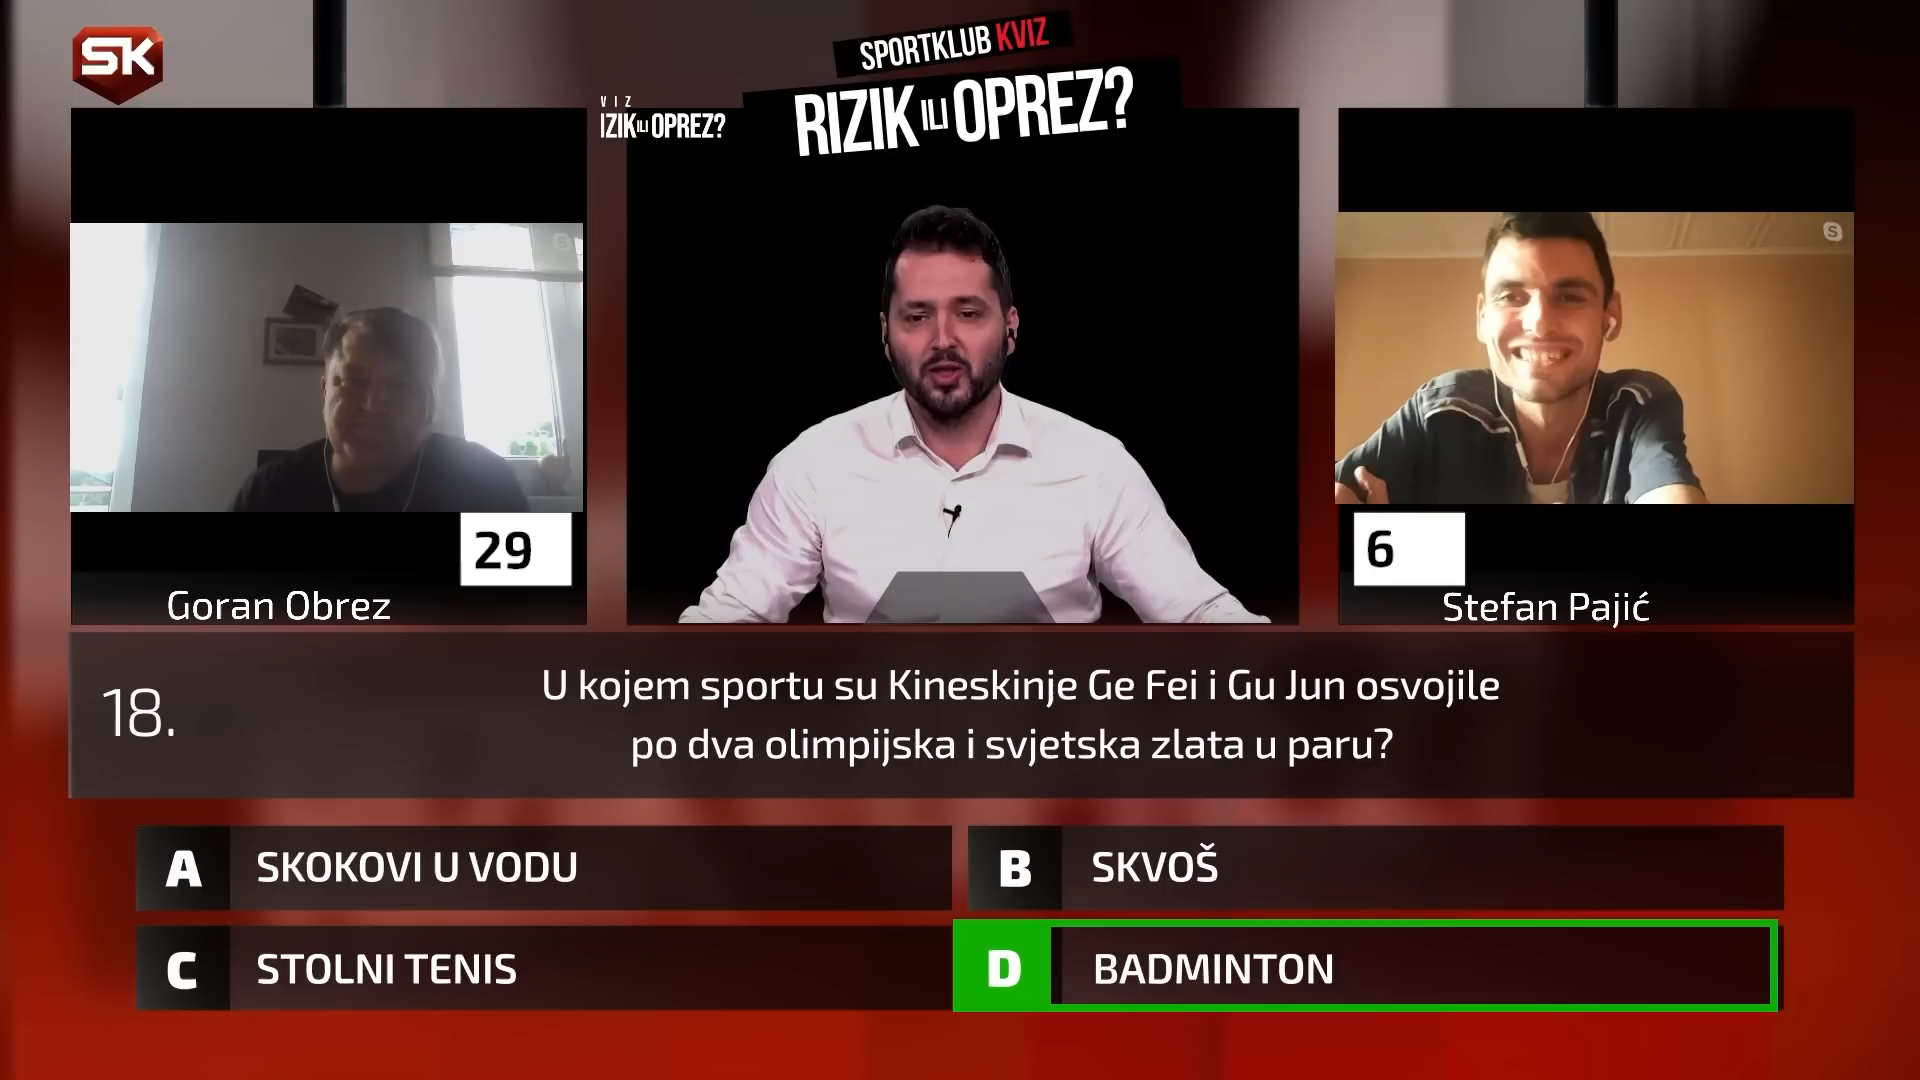 SK
SPORTKLUB KVIZ
RIZIK ILI OPREZ?
VIZ
IZIK ILI OPREZ?
29
6
Goran Obrez
Stefan Pajić
18.
U kojem sportu su Kineskinje Ge Fei i Gu Jun osvojile
po dva olimpijska i svjetska zlata u paru?
A SKOKOVI U VODU
B SKVOŠ
C STOLNI TENIS
D BADMINTON